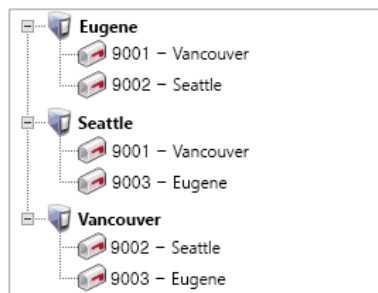 Eugene
9001 – Vancouver
9002 – Seattle
Seattle
9001 – Vancouver
9003 – Eugene
Vancouver
9002 – Seattle
9003 – Eugene